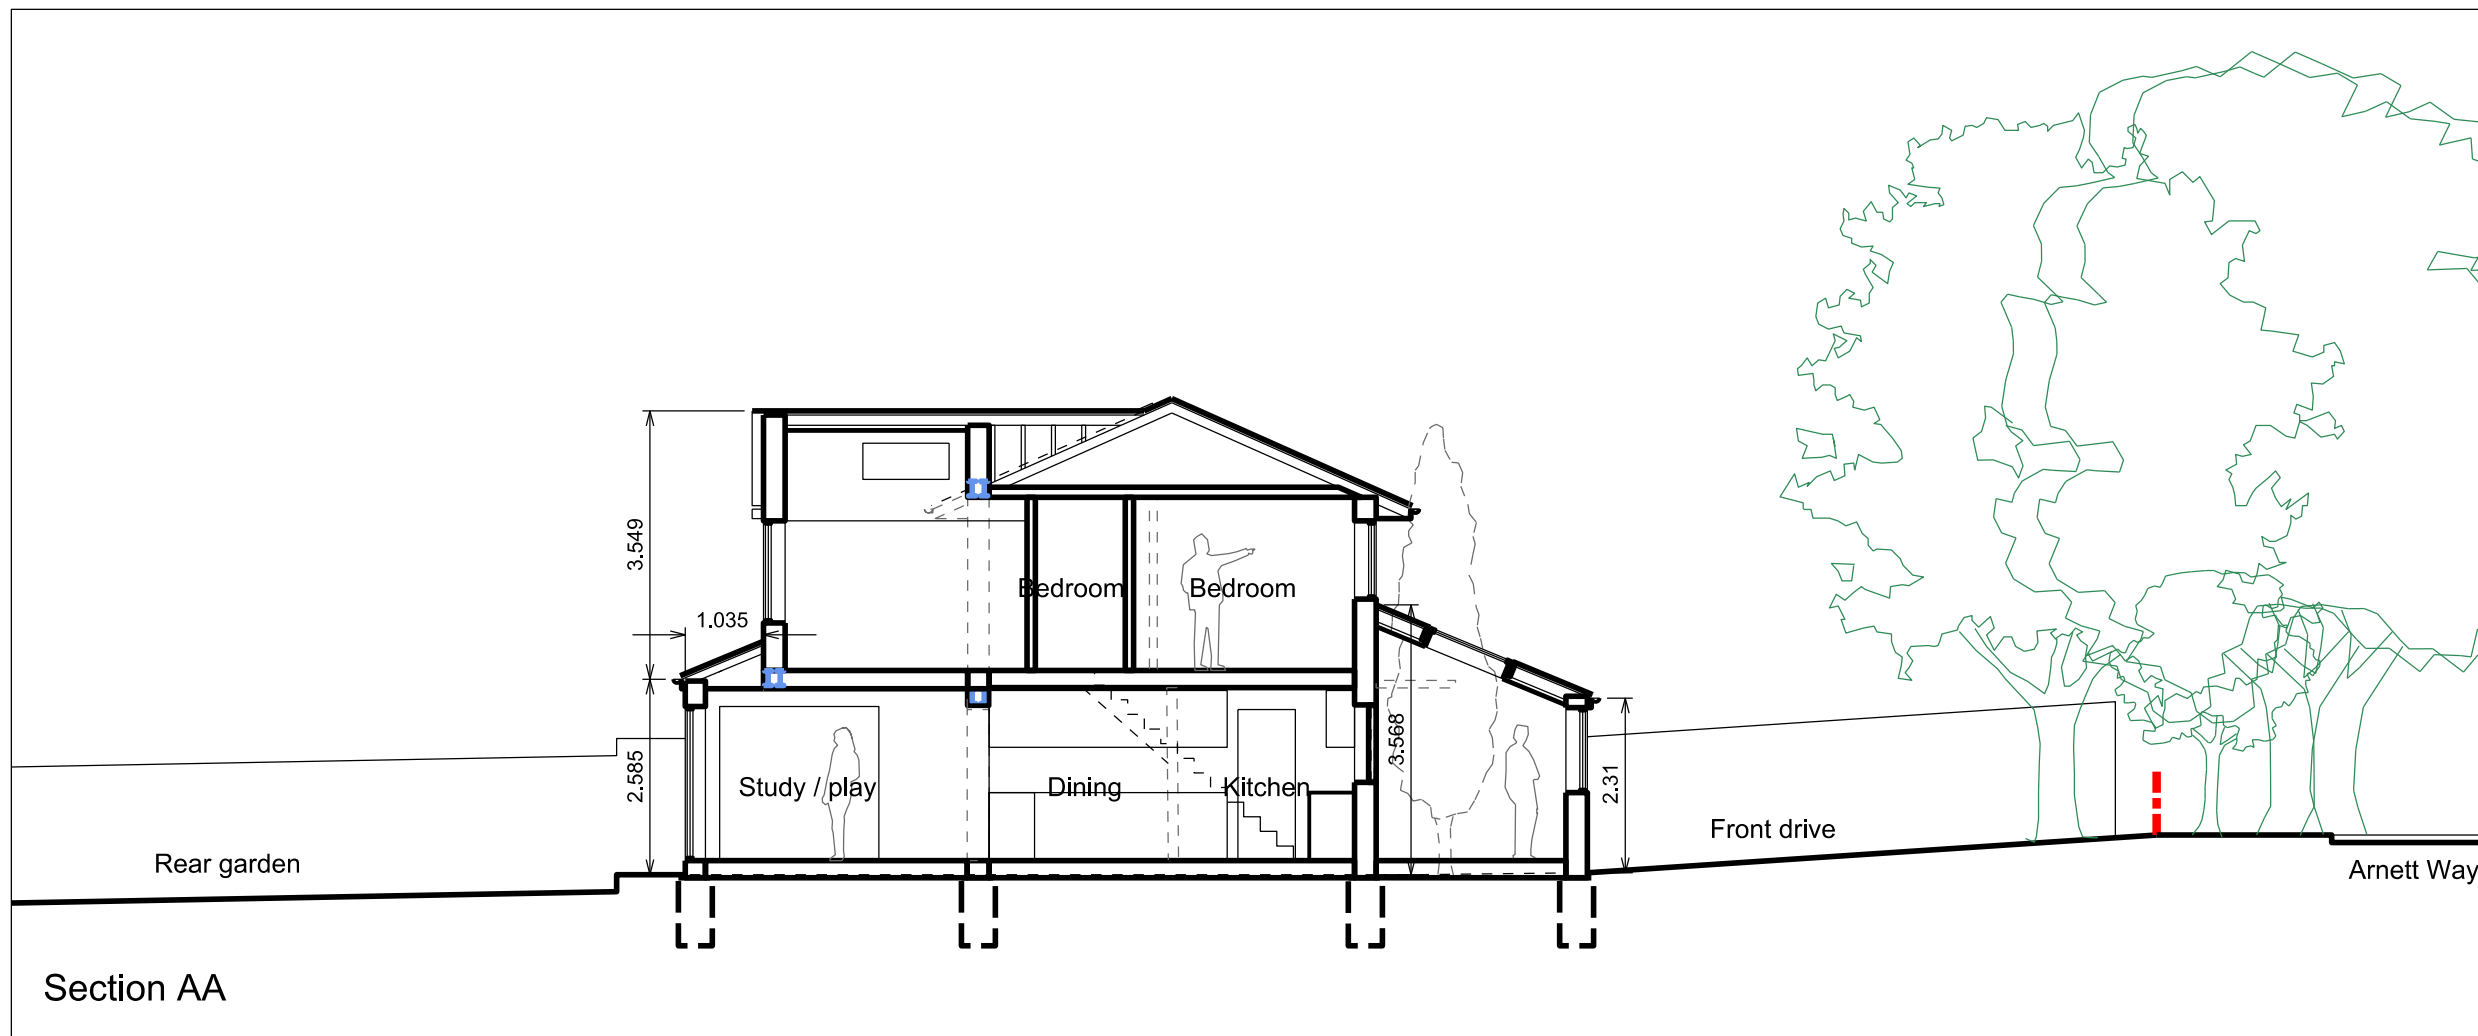 3.549
1.035
Bedroom
Bedroom
2.585
Study / play
Dining
Kitchen
3.568
2.31
Front drive
Rear garden
Arnett Way
Section AA